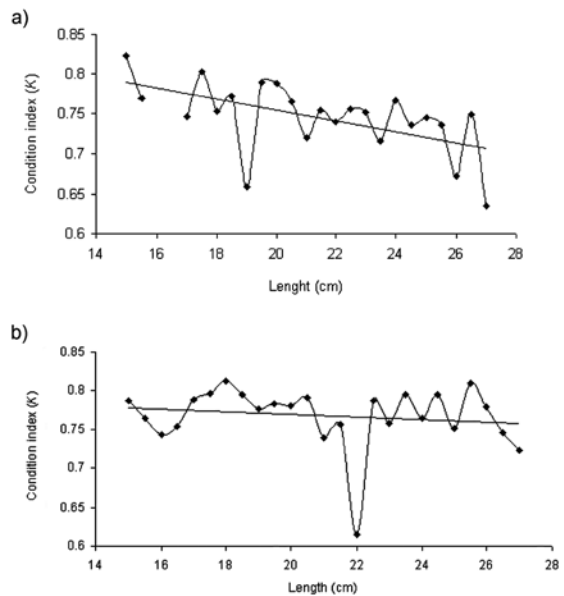 a)
0.85
0.8
0.75
0.7
0.65
0.6
Condition index (K)
14 16 18 20 22 24 26 28
Lenght (cm)
b)
0.85
0.8
0.75
0.7
0.65
0.6
Condition index (K)
14 16 18 20 22 24 26 28
Length (cm)